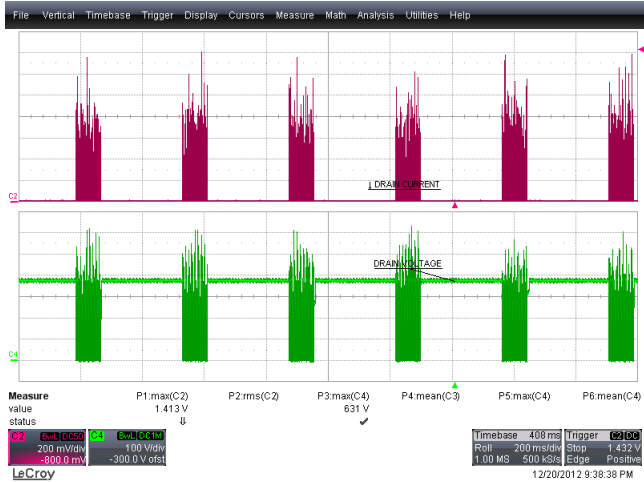 File Vertical Timebase Trigger Display Cursors Measure Math Analysis Utilities Help
C2
DRAIN CURRENT
DRAIN VOLTAGE
C4
Measure P1:max(C2) P2:rms(C2) P3:max(C4) P4:mean(C3) P5:max(C4) P6:mean(C4)
value 1.413 V 631 V
status
C2 BwL DC50 C4 BwL DC1M Timebase 408 ms Trigger C2 DC
200 mV/div 100 V/div Roll 200 ms/div Stop 1.432 V
-800.0 mV -300.0 V ofst 1.00 MS 500 kS/s Edge Positive
LeCroy 12/20/2012 9:38:38 PM